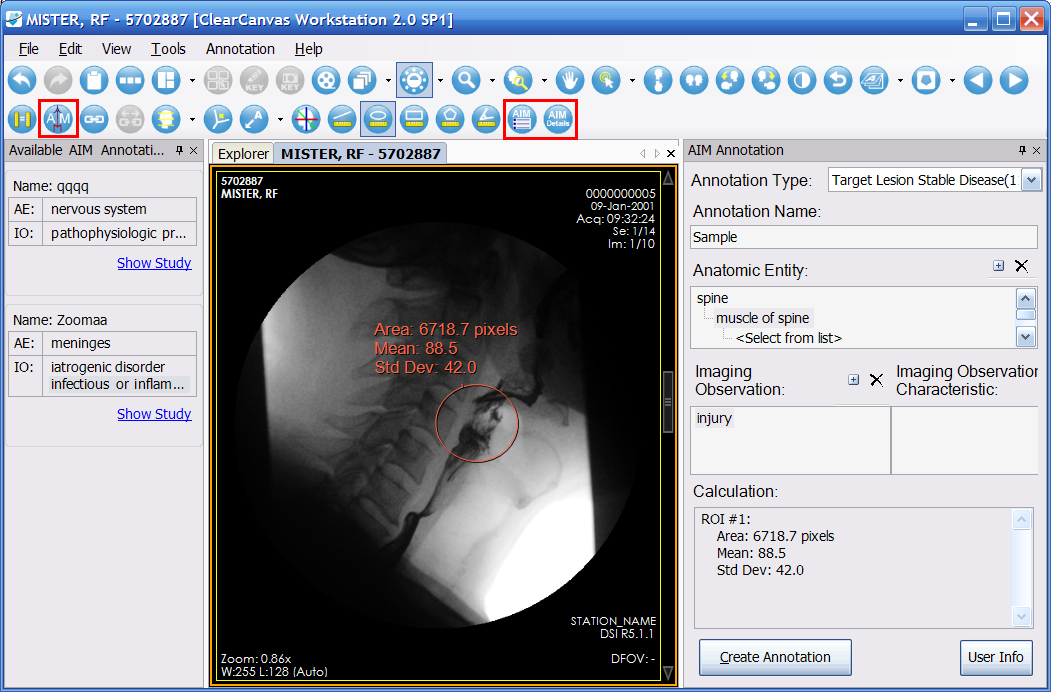 MISTER, RF - 5702887 [ClearCanvas Workstation 2.0 SP1]
File Edit View Tools Annotation Help
KEY
KEY
AIM
AIM
AIM
Details
Available AIM Annotati...
Name: qqqq
AE: nervous system
IO: pathophysiologic pr...
Show Study
Name: Zoomaa
AE: meninges
IO: iatrogenic disorder
infectious or inflam...
Show Study
Explorer
MISTER, RF - 5702887
5702887
MISTER, RF
0000000005
09-Jan-2001
Acq: 09:32:24
Se: 1/14
Im: 1/10
Area: 6718.7 pixels
Mean: 88.5
Std Dev: 42.0
STATION_NAME
DSI R5.1.1
DFOV: -
Zoom: 0.86x
W:255 L:128 (Auto)
AIM Annotation
Annotation Type: Target Lesion Stable Disease(1
Annotation Name:
Sample
Anatomic Entity:
spine
muscle of spine
<Select from list>
Imaging
Observation:
Imaging Observation
Characteristic:
injury
Calculation:
ROI #1:
Area: 6718.7 pixels
Mean: 88.5
Std Dev: 42.0
Create Annotation
User Info